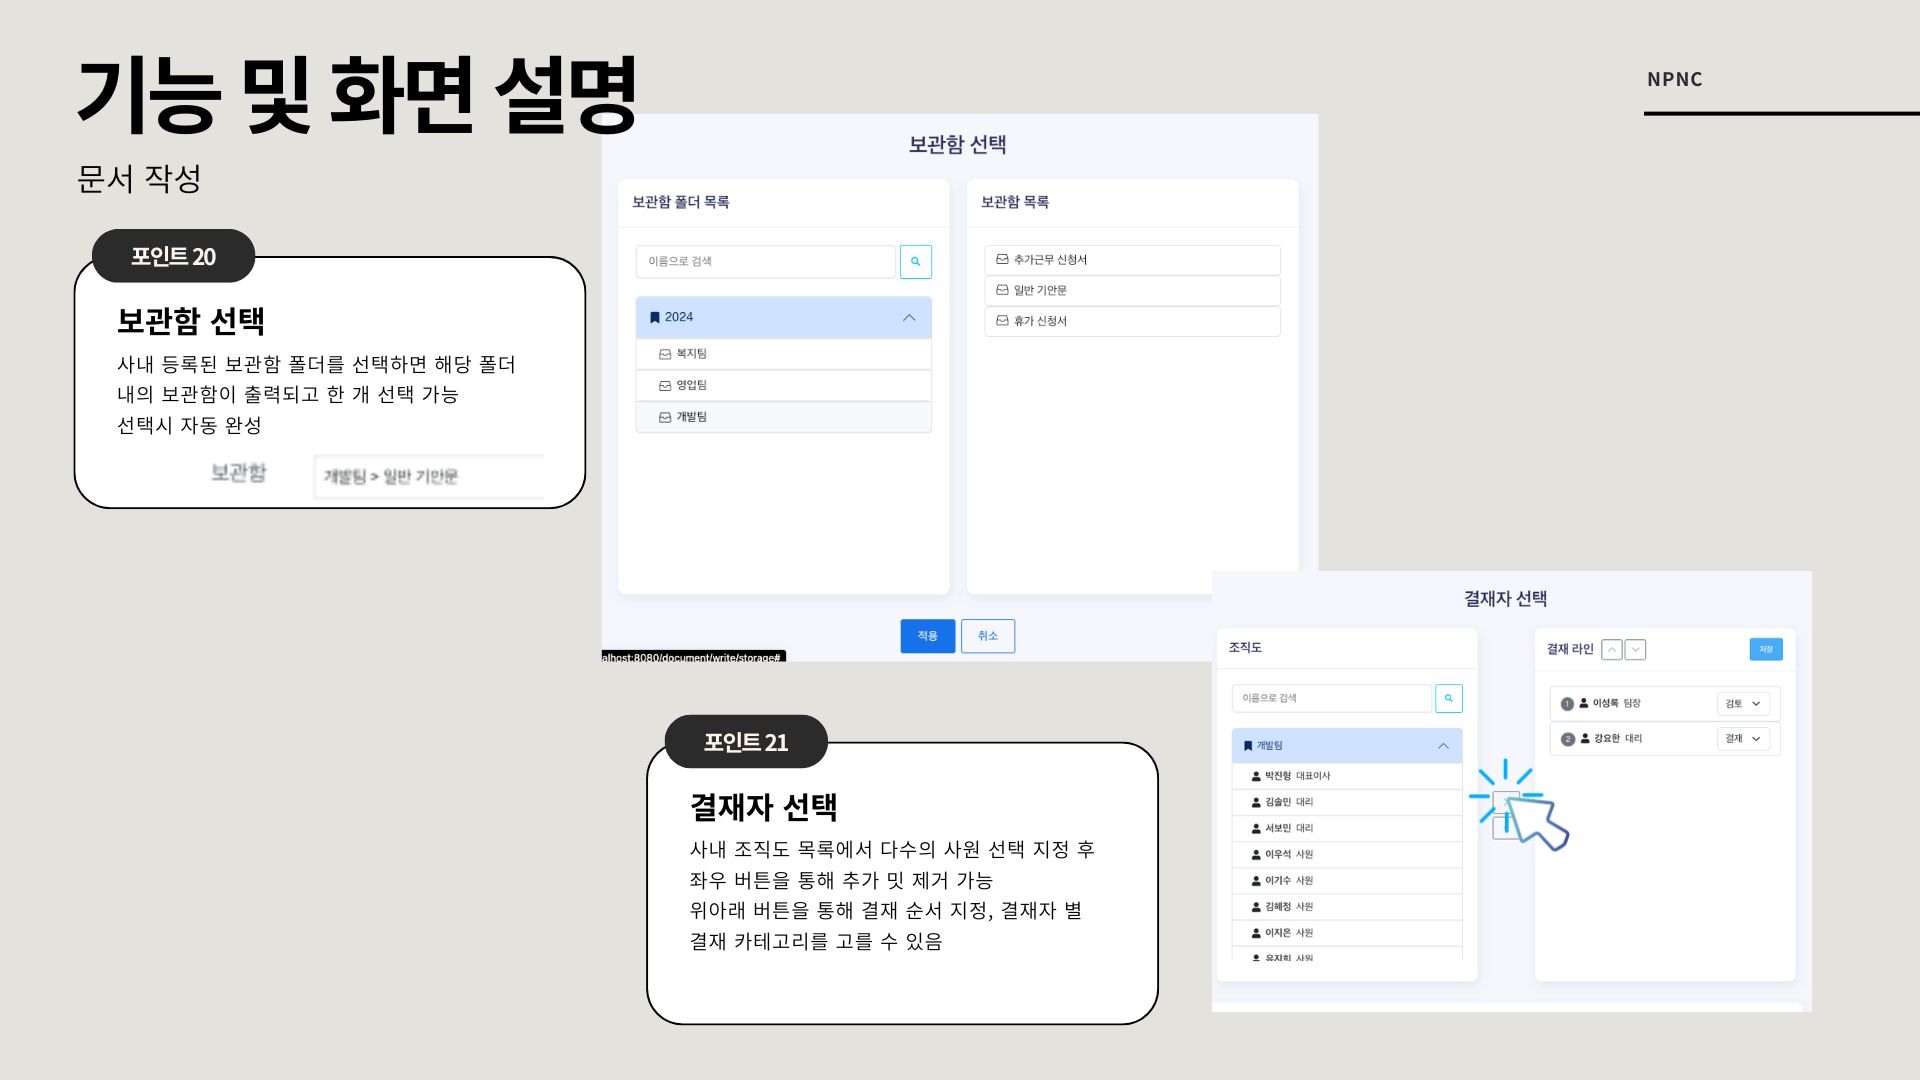 기능 및 화면 설명
NPNC
문서 작성
포인트 20
보관함 선택
사내 등록된 보관함 폴더를 선택하면 해당 폴더
내의 보관함이 출력되고 한 개 선택 가능
선택시 자동 완성
보관함
개발팀 > 일반 기안문
보관함 선택
보관함 폴더 목록
이름으로 검색
2024
복지팀
영업팀
개발팀
보관함 목록
추가근무 신청서
일반 기안문
휴가 신청서
적용
취소
alhost:8080/document/write/storage#
포인트 21
결재자 선택
사내 조직도 목록에서 다수의 사원 선택 지정 후
좌우 버튼을 통해 추가 밋 제거 가능
위아래 버튼을 통해 결재 순서 지정, 결재자 별
결재 카테고리를 고를 수 있음
결재자 선택
조직도
이름으로 검색
개발팀
박진형 대표이사
김솔민 대리
서보민 대리
이우석 사원
이기수 사원
김혜정 사원
이지은 사원
유지희 사원
결재 라인
저장
1 이성록 팀장 검토
2 강요한 대리 결재